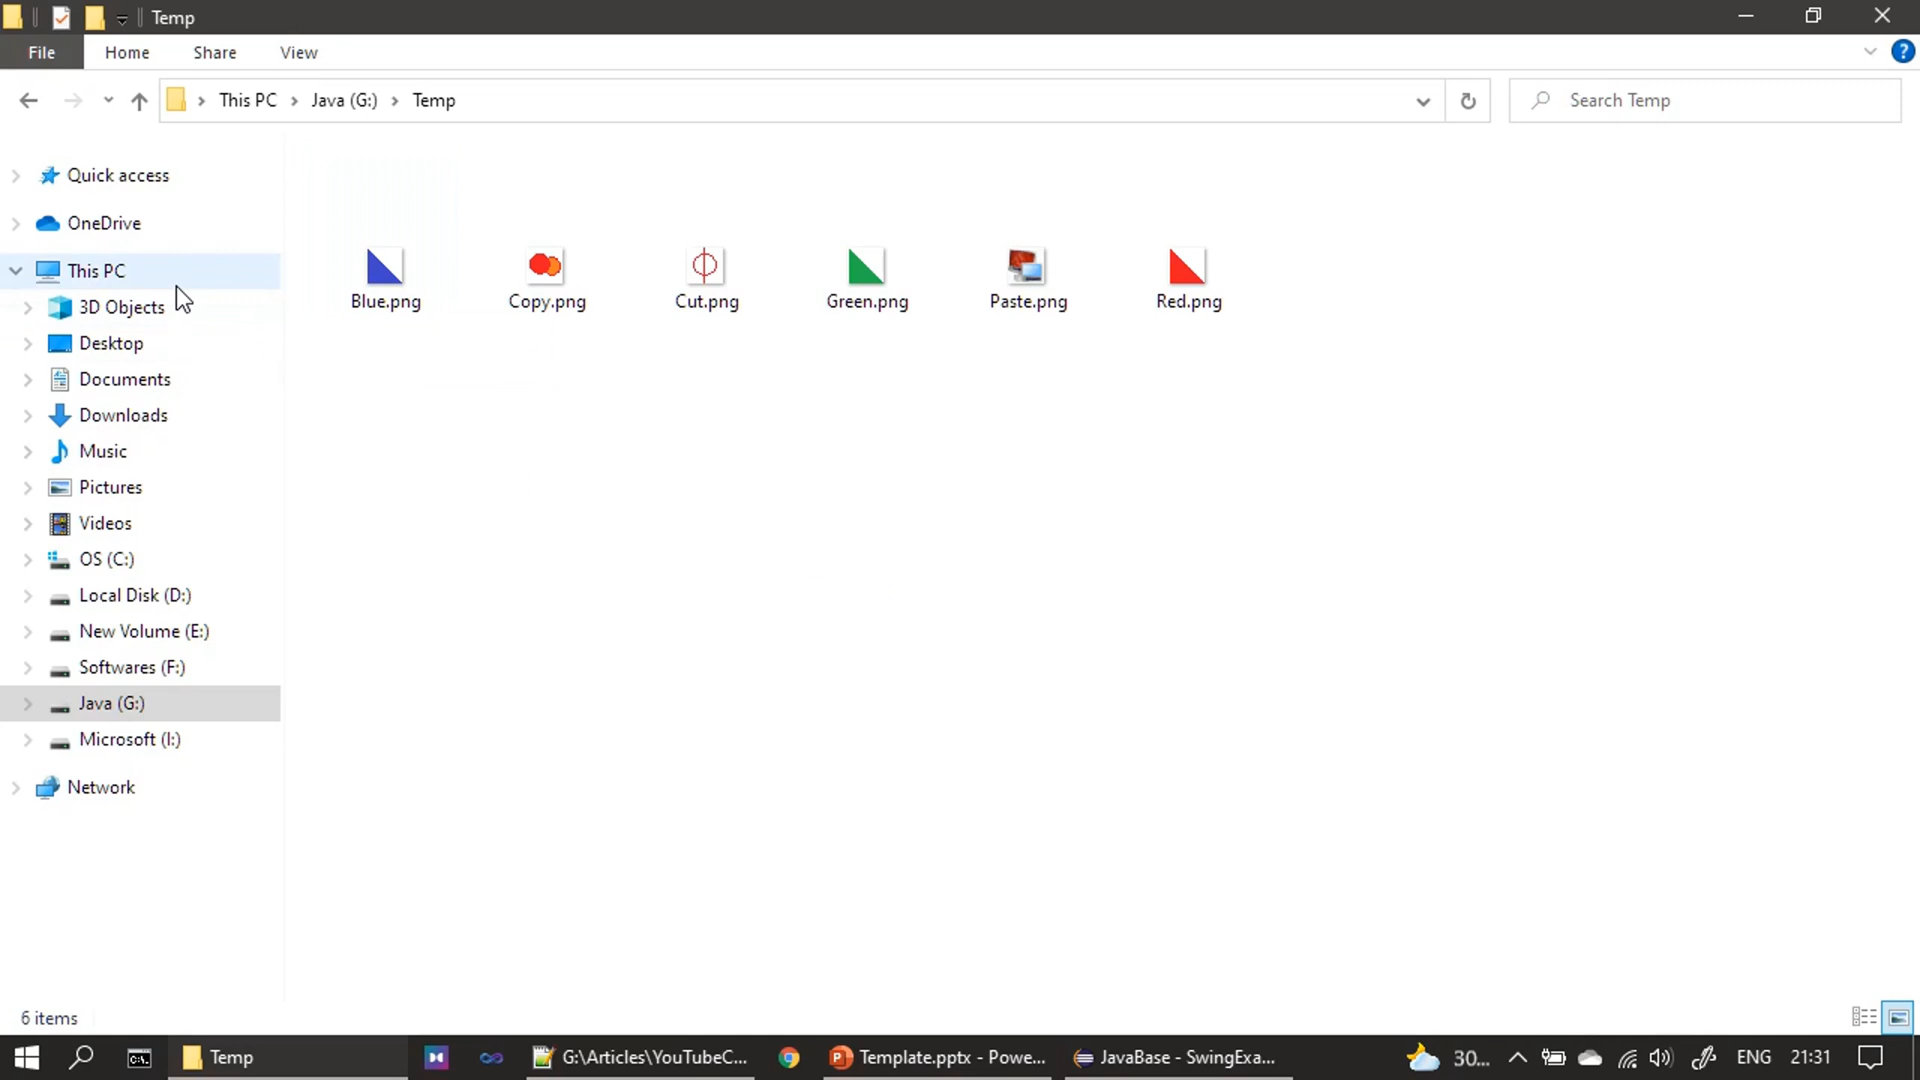 Temp
File Home Share View
This PC Java (G:) Temp
Search Temp
Quick access
OneDrive
This PC
3D Objects
Desktop
Documents
Downloads
Music
Pictures
Videos
OS (C:)
Local Disk (D:)
New Volume (E:)
Softwares (F:)
Java (G:)
Microsoft (I:)
Network
Blue.png Copy.png Cut.png Green.png Paste.png Red.png
6 items
Temp G:\Articles\YouTubeC... Template.pptx - Powe... JavaBase - SwingExa... 30... ENG 21:31